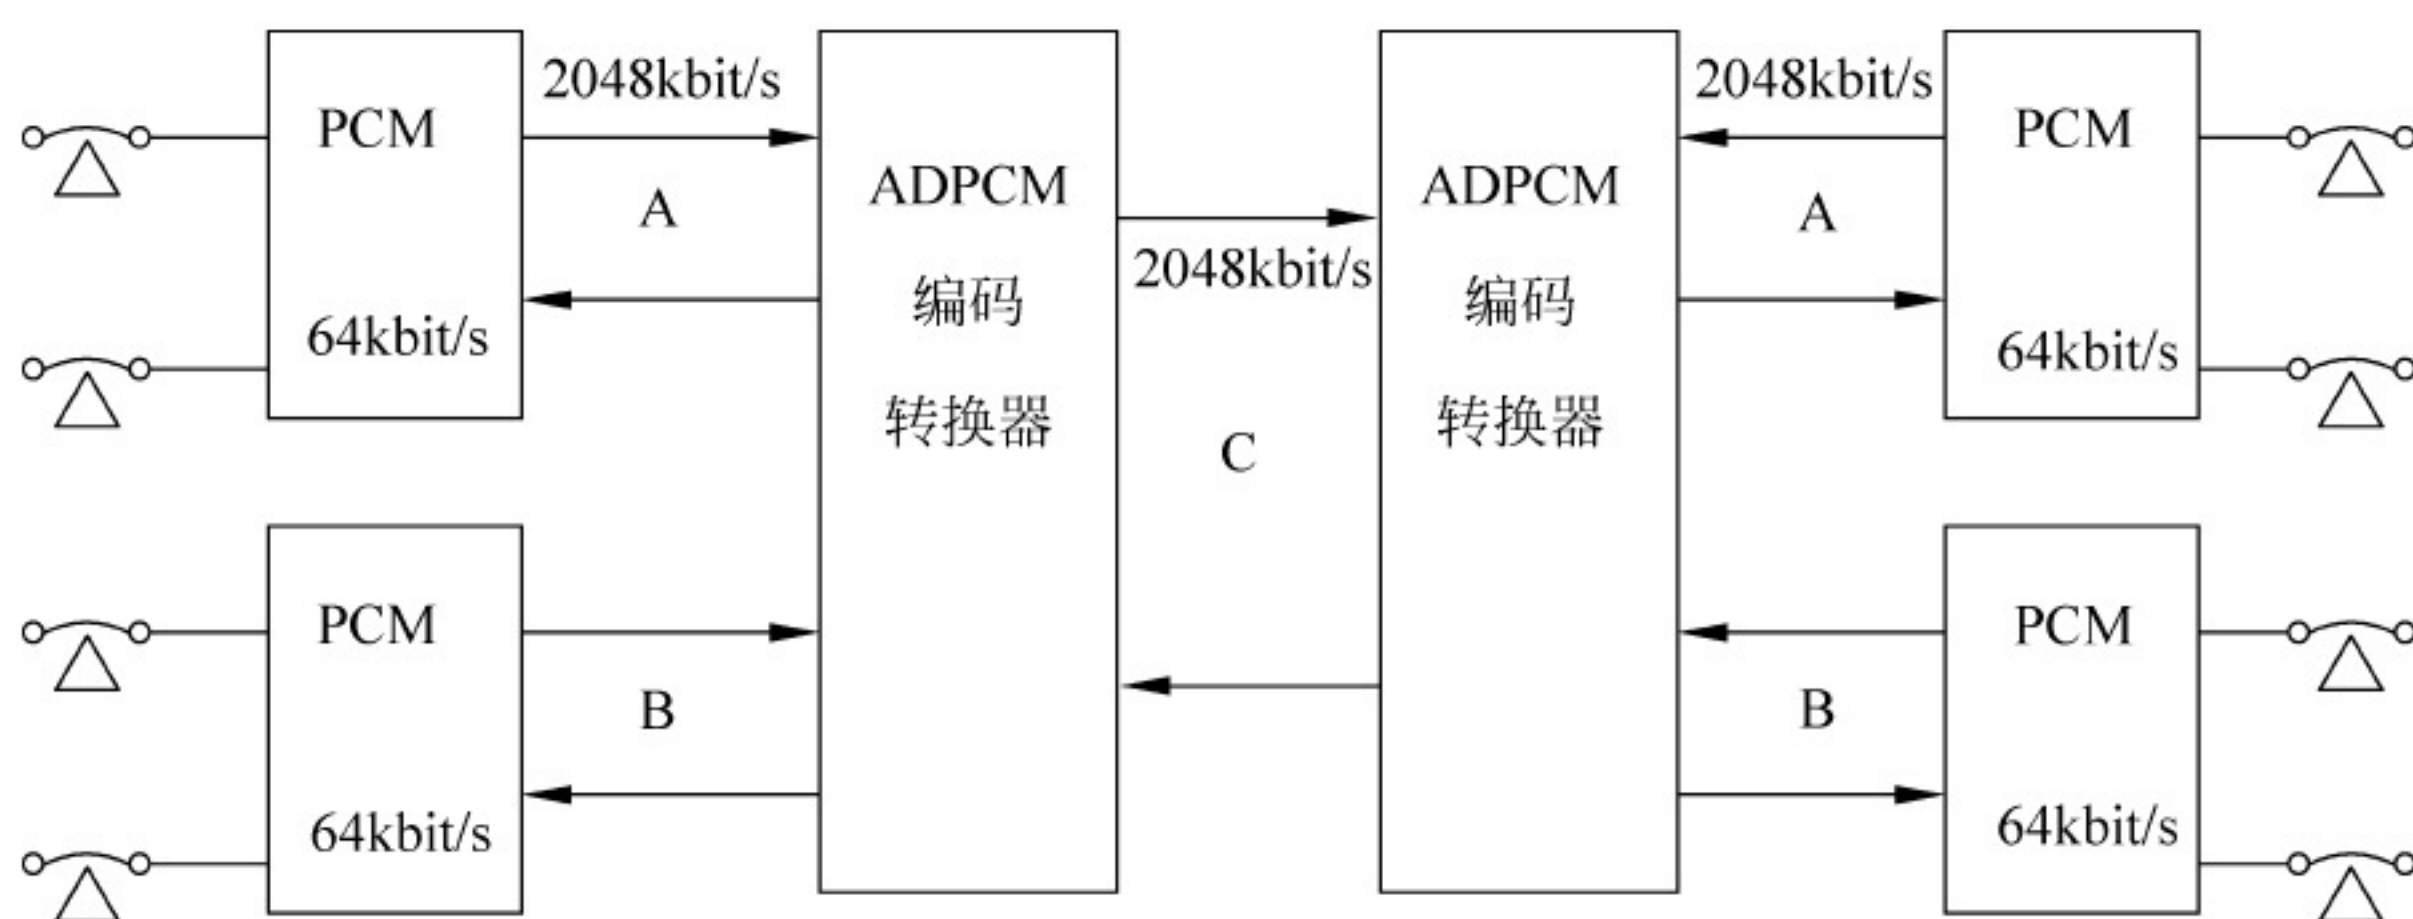 PCM
2048kbit/s
A
64kbit/s
ADPCM
编码
转换器
2048kbit/s
C
ADPCM
编码
转换器
2048kbit/s
A
PCM
64kbit/s
PCM
B
64kbit/s
B
PCM
64kbit/s